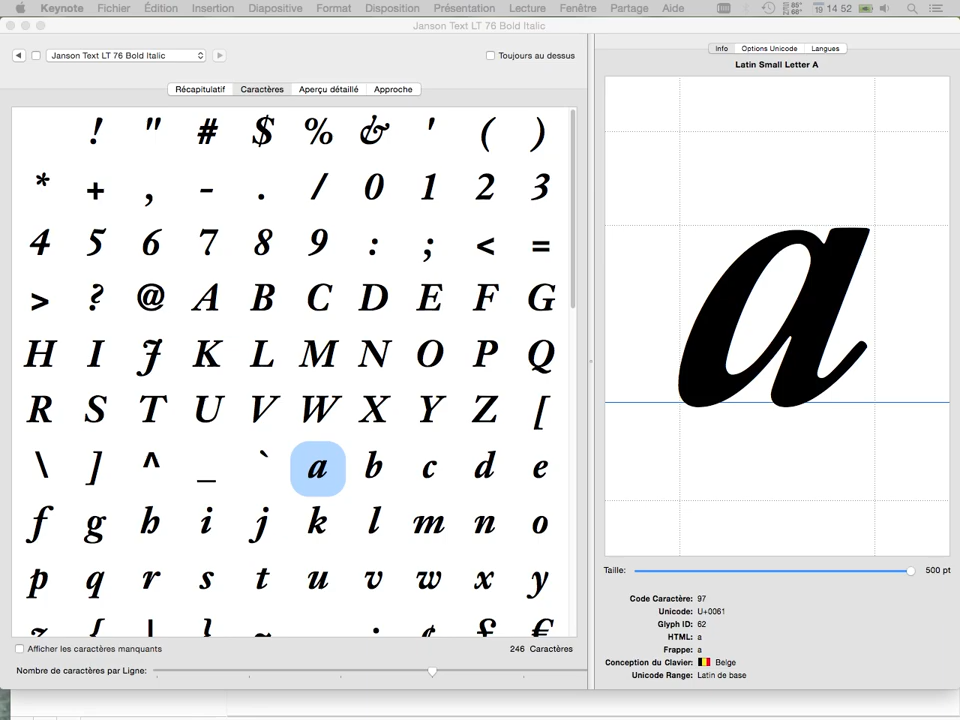 Keynote Fichier Édition Insertion Diapositive Format Disposition Présentation Lecture Fenêtre Partage Aide 85° 68° 19 14 52
Janson Text LT 76 Bold Italic
Janson Text LT 76 Bold Italic
Toujours au dessus
Récapitulatif Caractères Aperçu détaillé Approche
! " # $ % & ' ( )
* + , - . / 0 1 2 3
4 5 6 7 8 9 : ; < =
> ? @ A B C D E F G
H I J K L M N O P Q
R S T U V W X Y Z [
\ ] ^ _ ` a b c d e
f g h i j k l m n o
p q r s t u v w x y
z { | } ~ ¡ ¢ £ €
Afficher les caractères manquants
246 Caractères
Nombre de caractères par Ligne:
Info Options Unicode Langues
Latin Small Letter A
a
Taille: 500 pt
Code Caractère: 97
Unicode: U+0061
Glyph ID: 62
HTML: a
Frappe: a
Conception du Clavier: Belge
Unicode Range: Latin de base